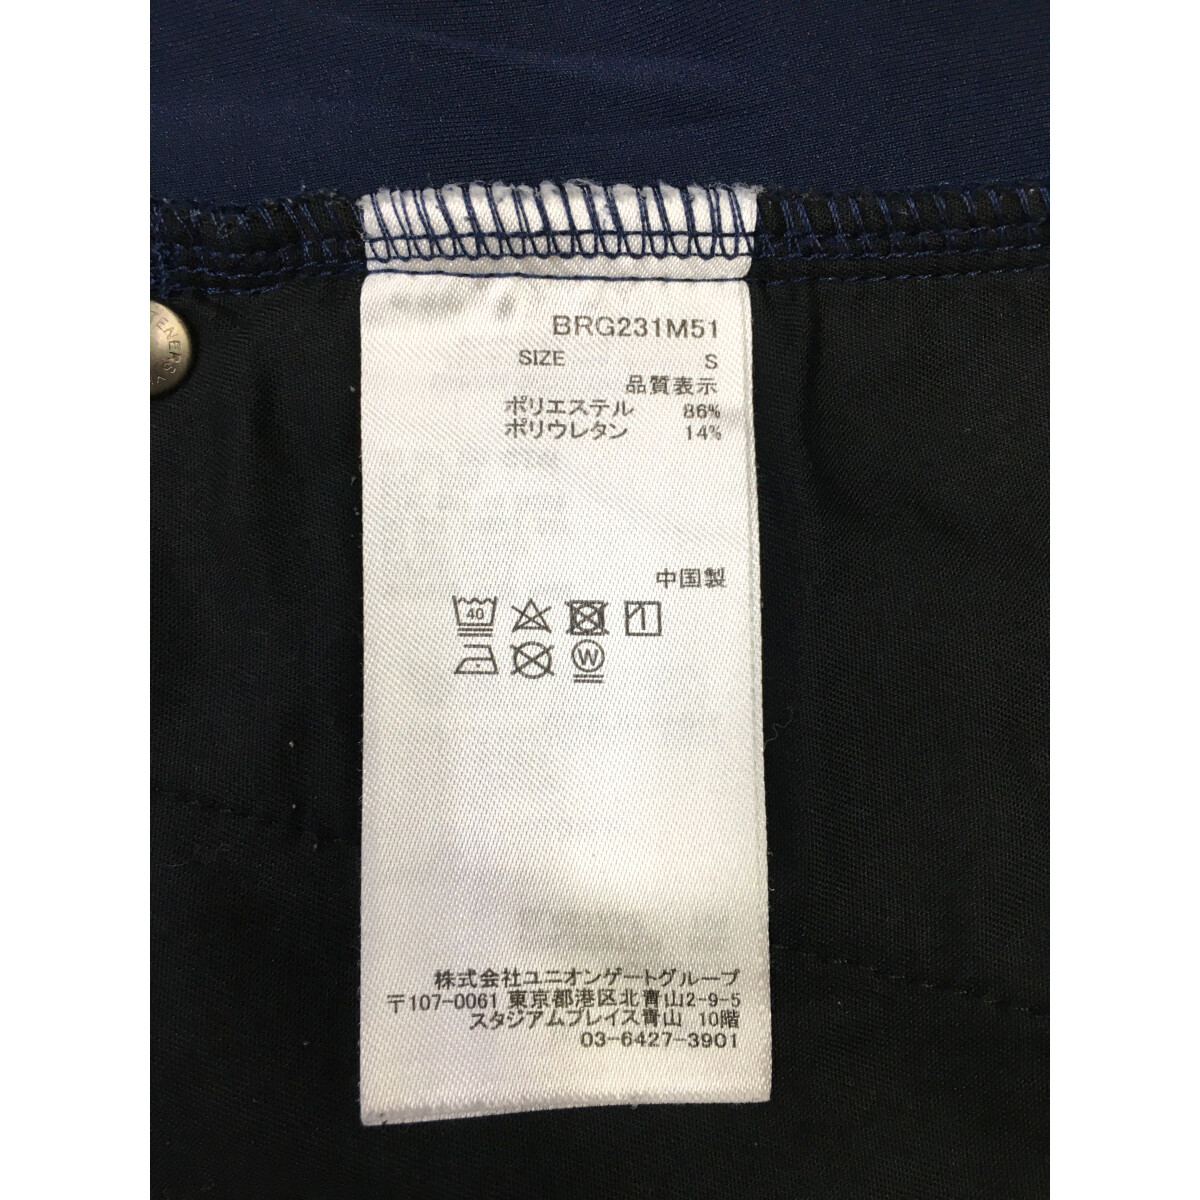 BRG231M51
SIZE S
品質表示
ポリエステル 86%
ポリウレタン 14%
中国製
40
W
株式会社ユニオンゲートグループ
〒107-0061 東京都港区北青山2-9-5
スタジアムプレイス青山 10階
03-6427-3901